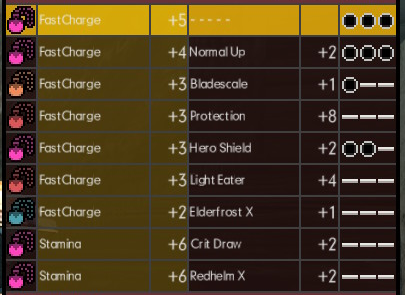 FastCharge +5 -----
FastCharge +4 Normal Up +2 OOO
FastCharge +3 Bladescale +1 O--
FastCharge +3 Protection +8 ---
FastCharge +3 Hero Shield +2 OO-
FastCharge +3 Light Eater +4 ---
FastCharge +2 Elderfrost X +1 ---
Stamina +6 Crit Draw +2 ---
Stamina +6 Redhelm X +2 ---